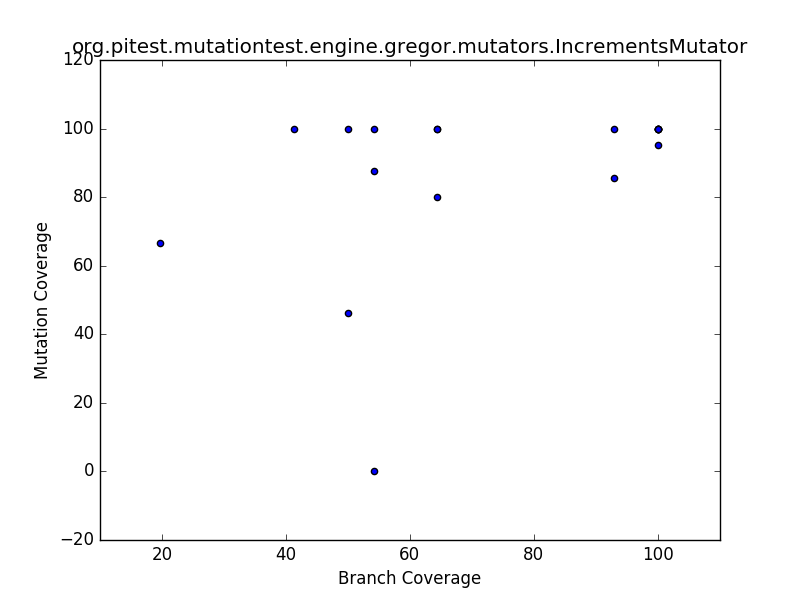 org.pitest.mutationtest.engine.gregor.mutators.IncrementsMutator
120
100
80
60
40
20
0
−20
Mutation Coverage
20 40 60 80 100
Branch Coverage